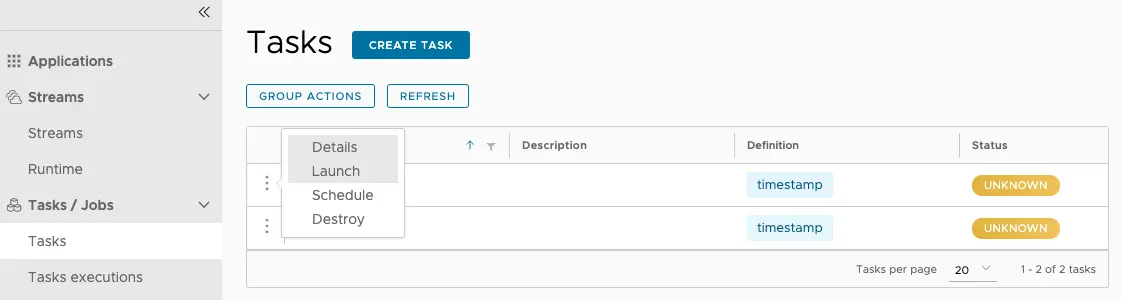 Applications
Streams
Streams
Runtime
Tasks / Jobs
Tasks
Tasks executions
Tasks
CREATE TASK
GROUP ACTIONS
REFRESH
Description
Definition
Status
Details
Launch
Schedule
Destroy
timestamp
UNKNOWN
timestamp
UNKNOWN
Tasks per page
20
1 - 2 of 2 tasks